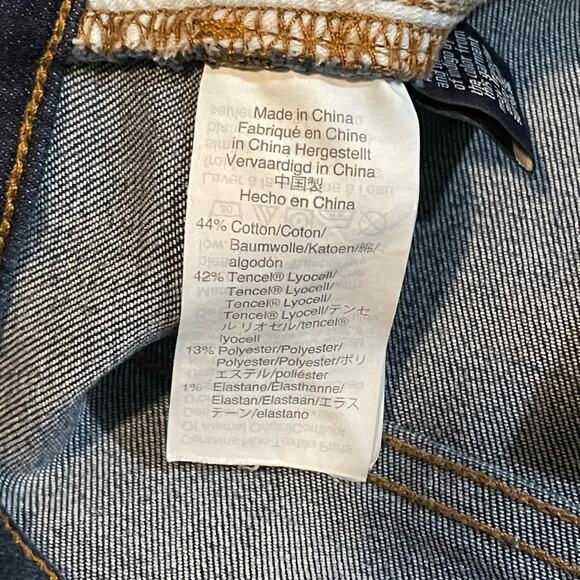 Made in China
Fabriqué en Chine
in China Hergestellt
Vervaardigd in China
中国製
Hecho en China
44% Cotton/Coton/
Baumwolle/Katoen/綿/
algodón
42% Tencel® Lyocell/
Tencel® Lyocell/
Tencel® Lyocell/
Tencel® Lyocell/テンセ
ル リオセル/tencel®
lyocell
13% Polyester/Polyester/
Polyester/Polyester/ポリ
エステル/poliéster
1% Elastane/Élasthanne/
Elastan/Elastaan/エラス
テーン/elastano